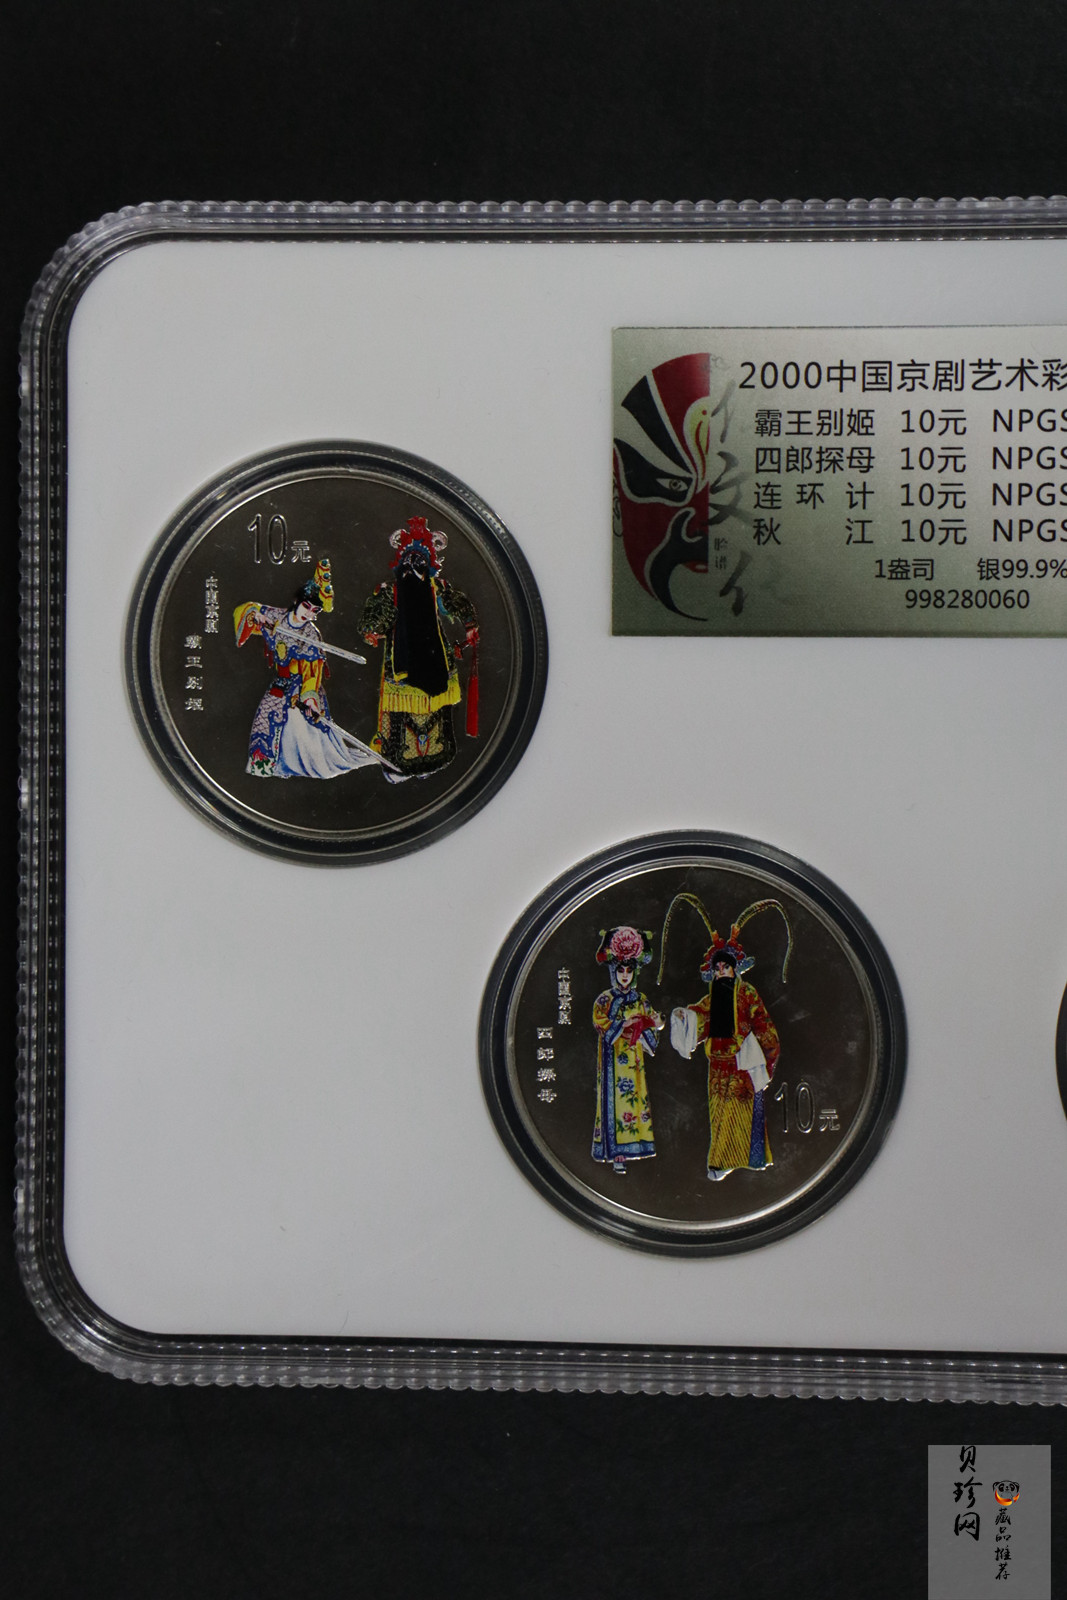 2000中国京剧艺术彩
霸王别姬 10元 NPGS
四郎探母 10元 NPGS
连环计 10元 NPGS
秋江 10元 NPGS
1盎司 银99.9%
998280060
脸谱
10元
中国京剧
霸王别姬
中国京剧
四郎探母
10元
贝珍网
藏品推荐